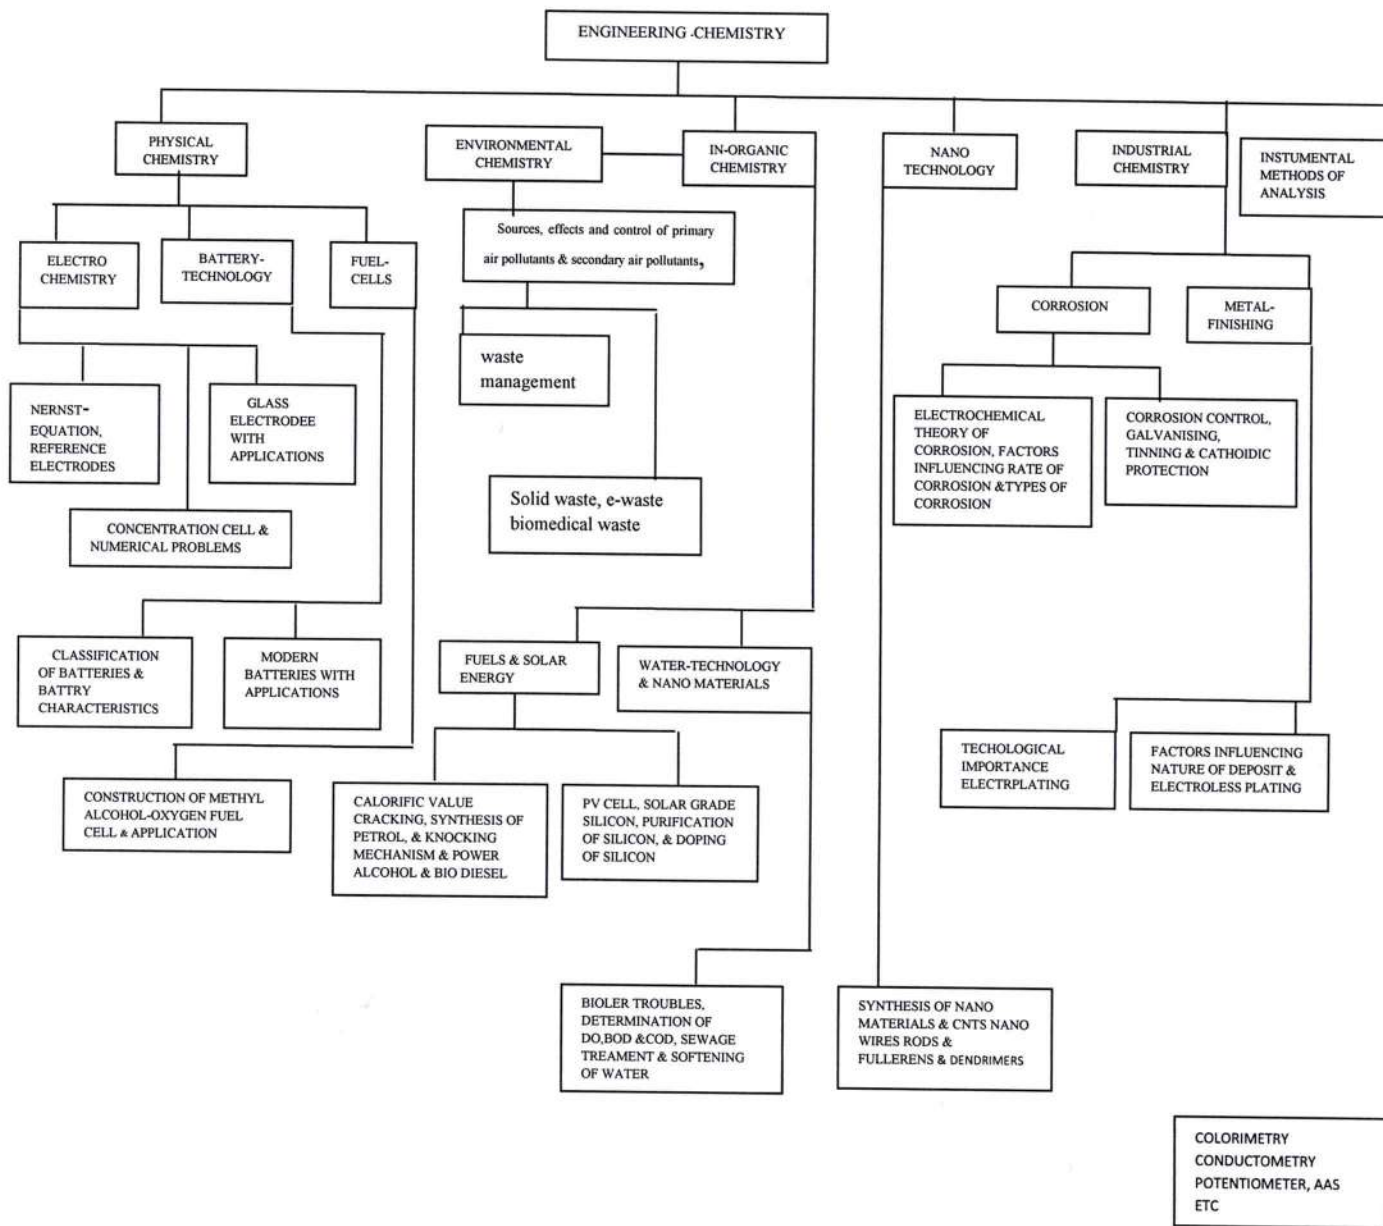 ENGINEERING -CHEMISTRY
PHYSICAL
CHEMISTRY
ENVIRONMENTAL
CHEMISTRY
IN-ORGANIC
CHEMISTRY
NANO
TECHNOLOGY
INDUSTRIAL
CHEMISTRY
INSTUMENTAL
METHODS OF
ANALYSIS
ELECTRO
CHEMISTRY
BATTERY-
TECHNOLOGY
FUEL-
CELLS
Sources, effects and control of primary
air pollutants & secondary air pollutants,
CORROSION
METAL-
FINISHING
waste
management
NERNST-
EQUATION,
REFERENCE
ELECTRODES
GLASS
ELECTRODEE
WITH
APPLICATIONS
ELECTROCHEMICAL
THEORY OF
CORROSION, FACTORS
INFLUENCING RATE OF
CORROSION &TYPES OF
CORROSION
CORROSION CONTROL,
GALVANISING,
TINNING & CATHOIDIC
PROTECTION
Solid waste, e-waste
biomedical waste
CONCENTRATION CELL &
NUMERICAL PROBLEMS
CLASSIFICATION
OF BATTERIES &
BATTRY
CHARACTERISTICS
MODERN
BATTERIES WITH
APPLICATIONS
FUELS & SOLAR
ENERGY
WATER-TECHNOLOGY
& NANO MATERIALS
TECHOLOGICAL
IMPORTANCE
ELECTRPLATING
FACTORS INFLUENCING
NATURE OF DEPOSIT &
ELECTROLESS PLATING
CONSTRUCTION OF METHYL
ALCOHOL-OXYGEN FUEL
CELL & APPLICATION
CALORIFIC VALUE
CRACKING, SYNTHESIS OF
PETROL, & KNOCKING
MECHANISM & POWER
ALCOHOL & BIO DIESEL
PV CELL, SOLAR GRADE
SILICON, PURIFICATION
OF SILICON, & DOPING
OF SILICON
BIOLER TROUBLES,
DETERMINATION OF
DO,BOD &COD, SEWAGE
TREAMENT & SOFTENING
OF WATER
SYNTHESIS OF NANO
MATERIALS & CNTS NANO
WIRES RODS &
FULLERENS & DENDRIMERS
COLORIMETRY
CONDUCTOMETRY
POTENTIOMETER, AAS
ETC